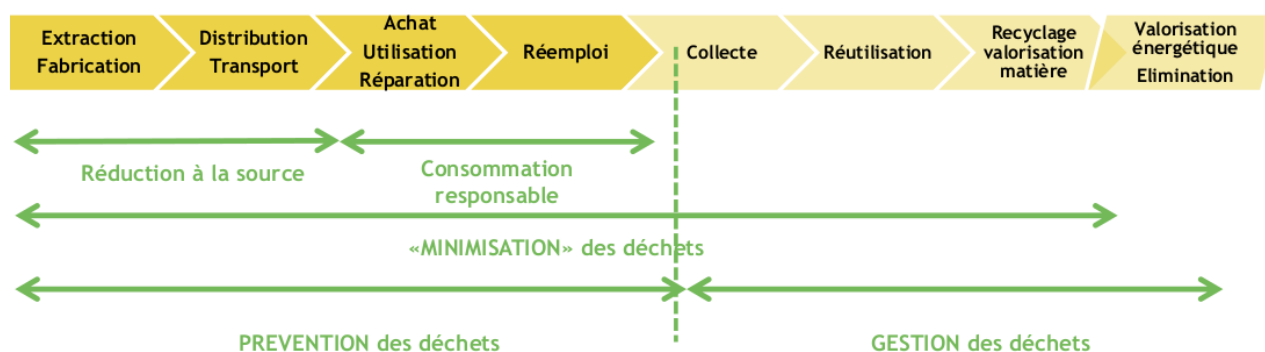 Extraction
Fabrication
Distribution
Transport
Achat
Utilisation
Réparation
Réemploi
Collecte
Réutilisation
Recyclage
valorisation
matière
Valorisation
énergétique
Elimination
Réduction à la source
Consommation
responsable
«MINIMISATION» des déchets
PREVENTION des déchets
GESTION des déchets